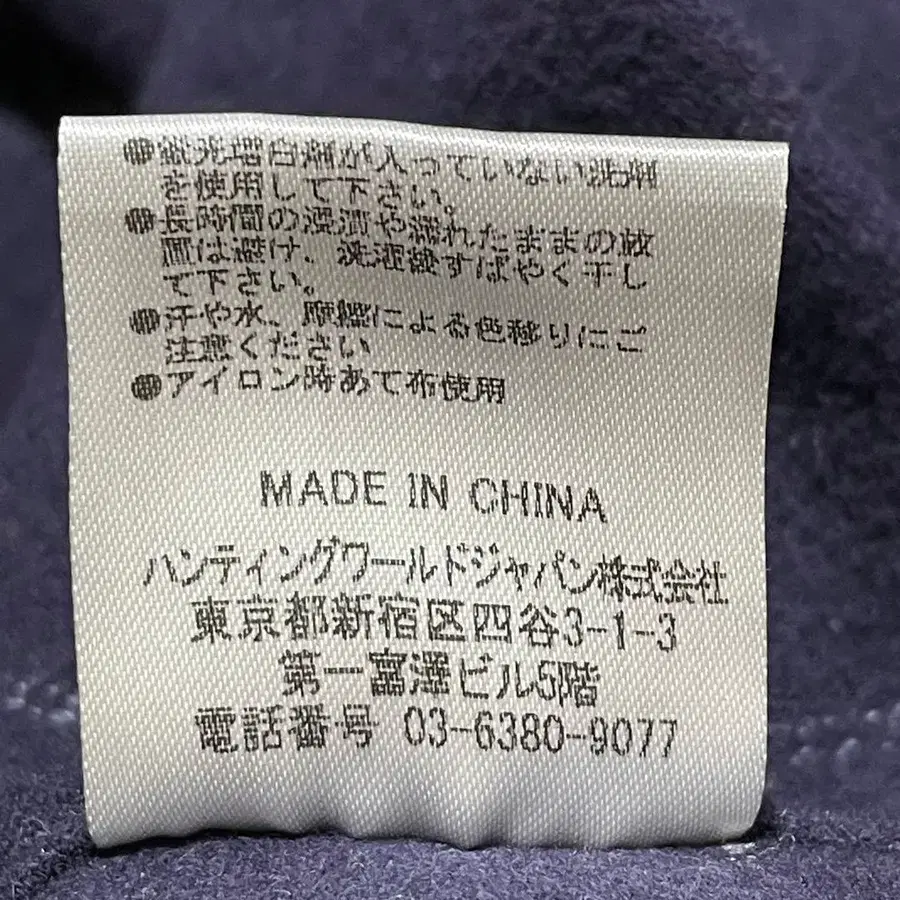 ●蛍光増白剤が入っていない洗剤
を使用して下さい。
●長時間の浸漬や濡れたままの放
置は避け、洗濯後すばやく干し
て下さい。
●汗や水、摩擦による色移りにご
注意ください
●アイロン時あて布使用
MADE IN CHINA
ハンティングワールドジャパン株式会社
東京都新宿区四谷3-1-3
第一富澤ビル5階
電話番号 03-6380-9077